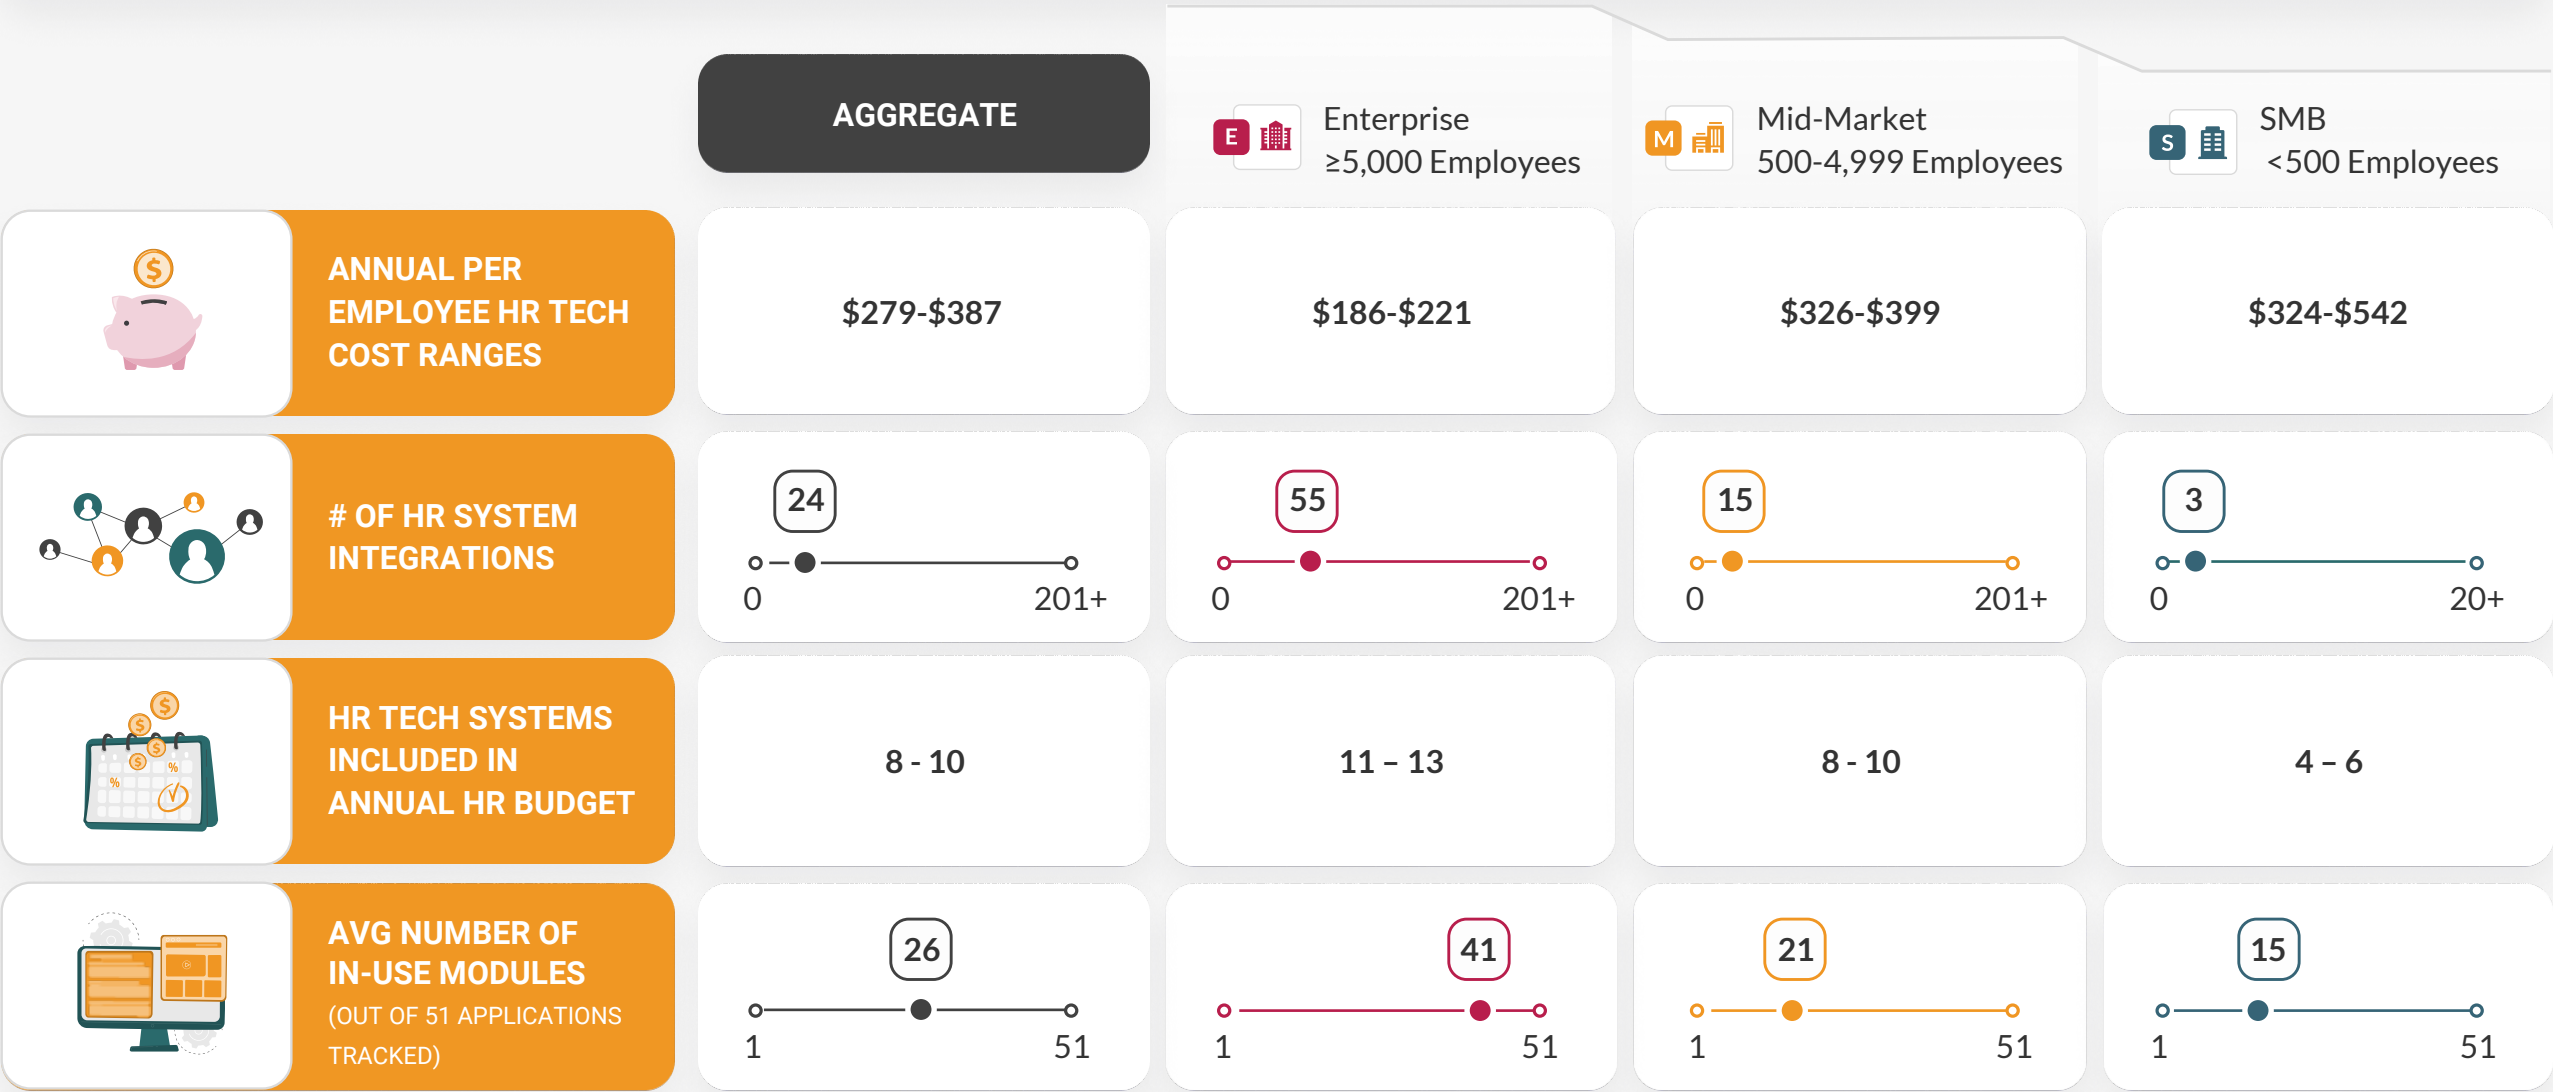 AGGREGATE
E
Enterprise
≥5,000 Employees
M
Mid-Market
500-4,999 Employees
S
SMB
<500 Employees
$
ANNUAL PER
EMPLOYEE HR TECH
COST RANGES
$279-$387
$186-$221
$326-$399
$324-$542
# OF HR SYSTEM
INTEGRATIONS
24
0
201+
55
0
201+
15
0
201+
3
0
20+
$
$
$
$
%
%
HR TECH SYSTEMS
INCLUDED IN
ANNUAL HR BUDGET
8 - 10
11 – 13
8 - 10
4 – 6
AVG NUMBER OF
IN-USE MODULES
(OUT OF 51 APPLICATIONS
TRACKED)
26
1
51
41
1
51
21
1
51
15
1
51